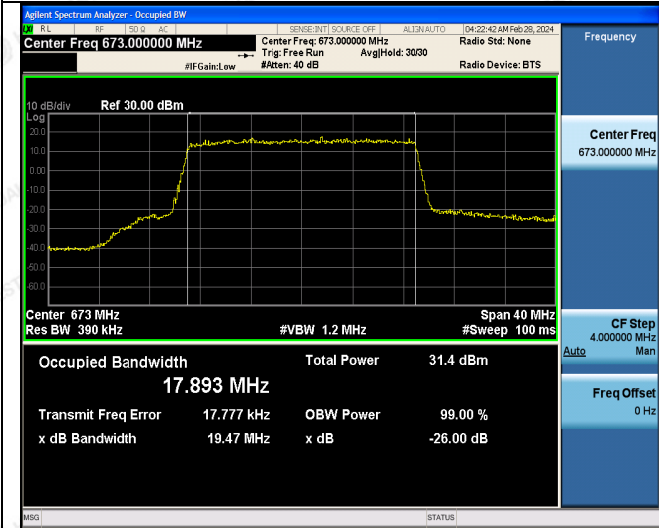 Agilent Spectrum Analyzer - Occupied BW
RL RF 50 Ω AC SENSE:INT SOURCE OFF ALIGN AUTO 04:22:42 AM Feb 28, 2024
Center Freq 673.000000 MHz
Center Freq: 673.000000 MHz
Radio Std: None
Trig: Free Run Avg|Hold: 30/30
#IFGain:Low #Atten: 40 dB Radio Device: BTS
Frequency
10 dB/div Ref 30.00 dBm
Log
20.0
10.0
0.00
-10.0
-20.0
-30.0
-40.0
-50.0
-60.0
Center 673 MHz Span 40 MHz
Res BW 390 kHz #VBW 1.2 MHz #Sweep 100 ms
Occupied Bandwidth Total Power 31.4 dBm
17.893 MHz
Transmit Freq Error 17.777 kHz OBW Power 99.00 %
x dB Bandwidth 19.47 MHz x dB -26.00 dB
Center Freq
673.000000 MHz
CF Step
4.000000 MHz
Auto Man
Freq Offset
0 Hz
MSG STATUS